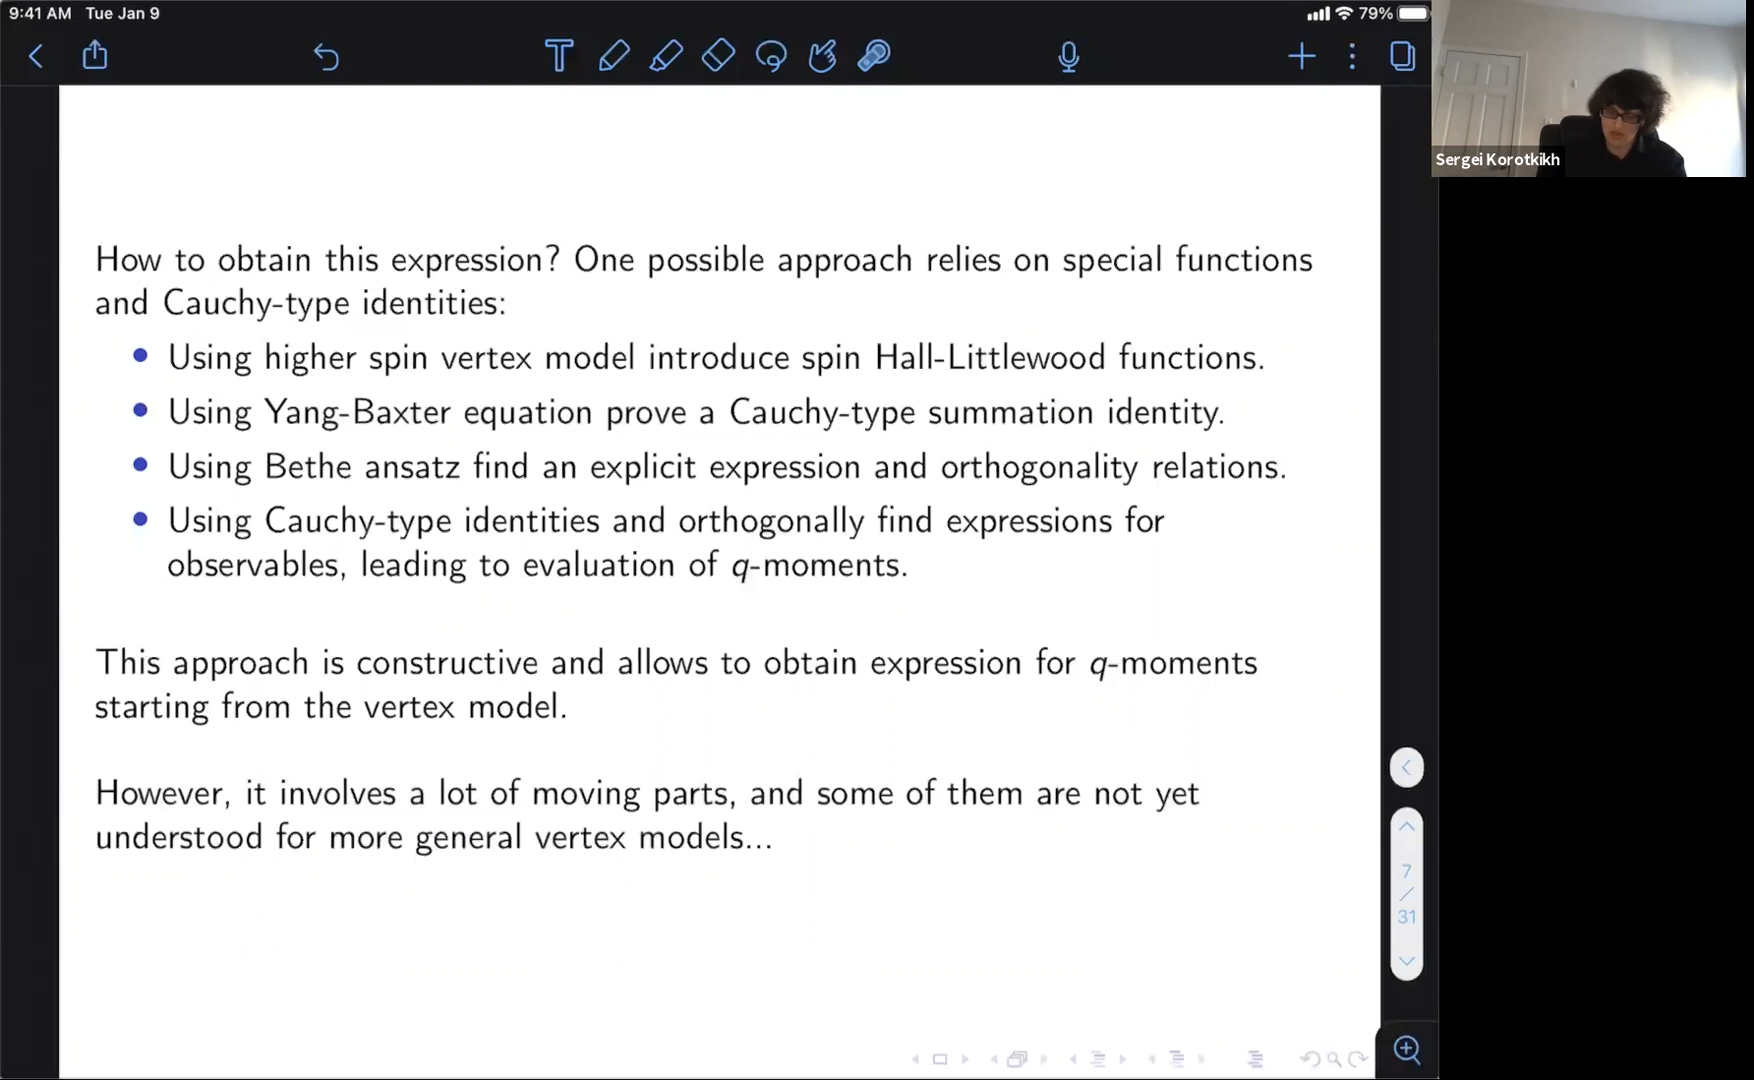 9:41 AM Tue Jan 9
79%
Sergei Korotkikh
How to obtain this expression? One possible approach relies on special functions
and Cauchy-type identities:
• Using higher spin vertex model introduce spin Hall-Littlewood functions.
• Using Yang-Baxter equation prove a Cauchy-type summation identity.
• Using Bethe ansatz find an explicit expression and orthogonality relations.
• Using Cauchy-type identities and orthogonally find expressions for
observables, leading to evaluation of q-moments.
This approach is constructive and allows to obtain expression for q-moments
starting from the vertex model.
However, it involves a lot of moving parts, and some of them are not yet
understood for more general vertex models...
7
/
31